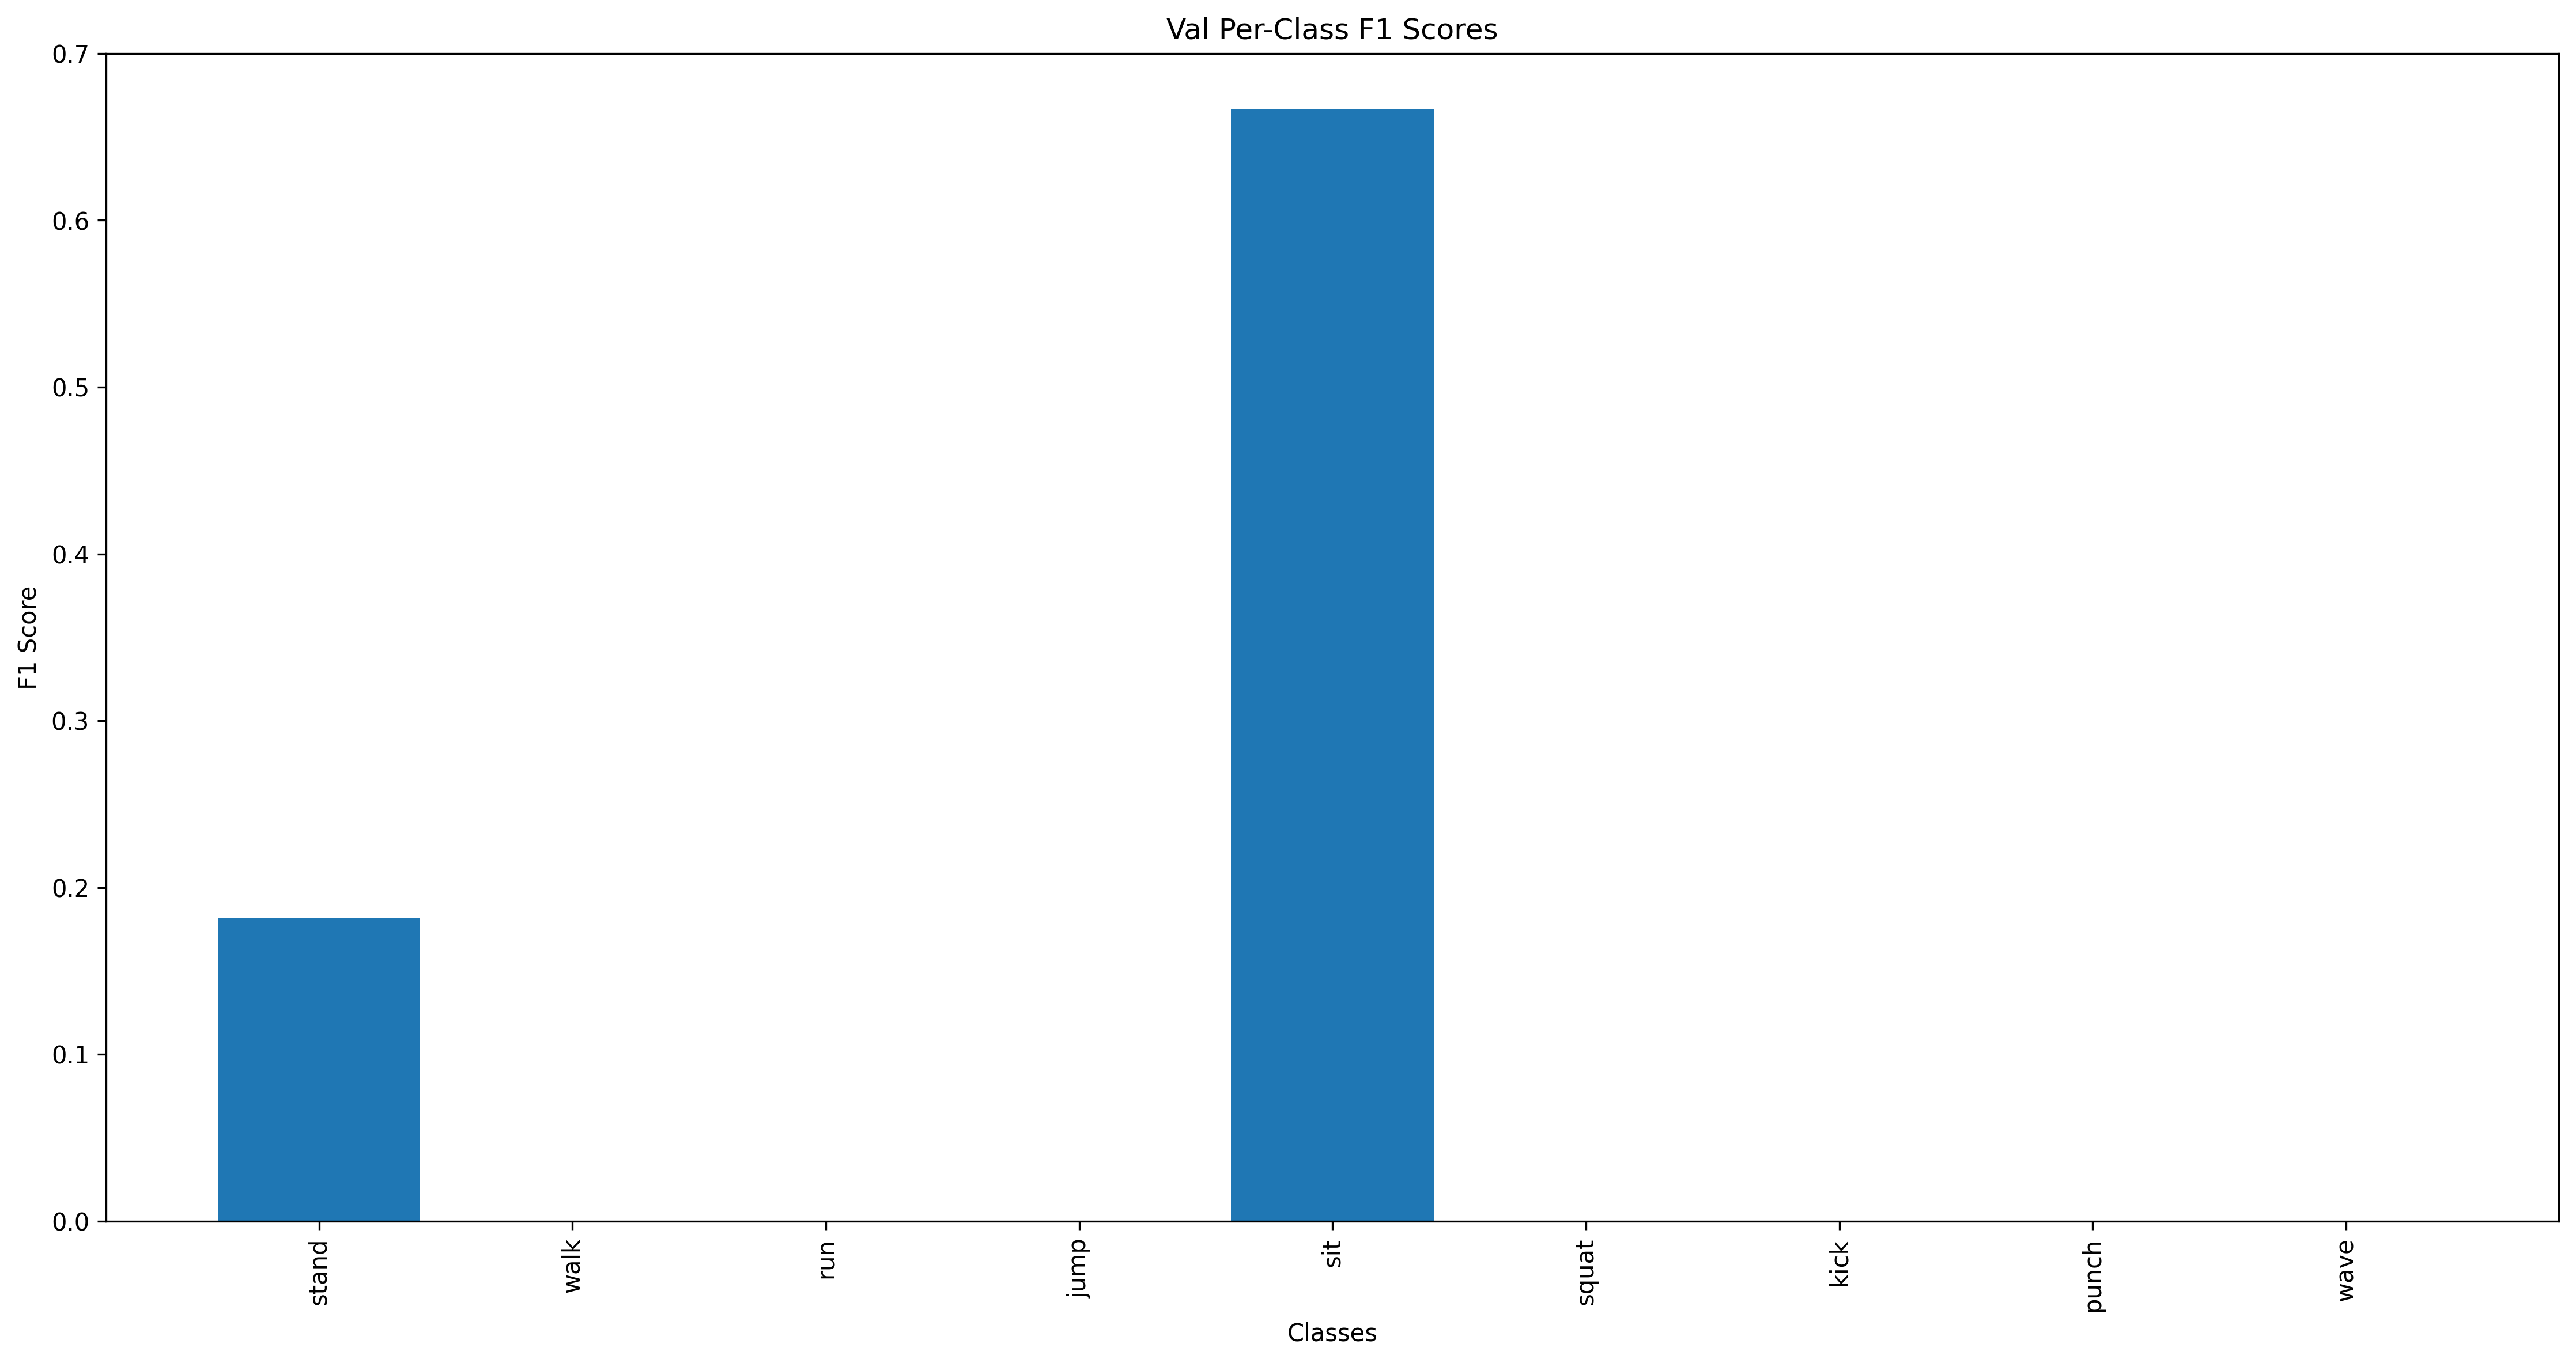 Val Per-Class F1 Scores
0.7
0.6
0.5
0.4
0.3
0.2
0.1
0.0
F1 Score
stand
walk
run
jump
sit
squat
kick
punch
wave
Classes